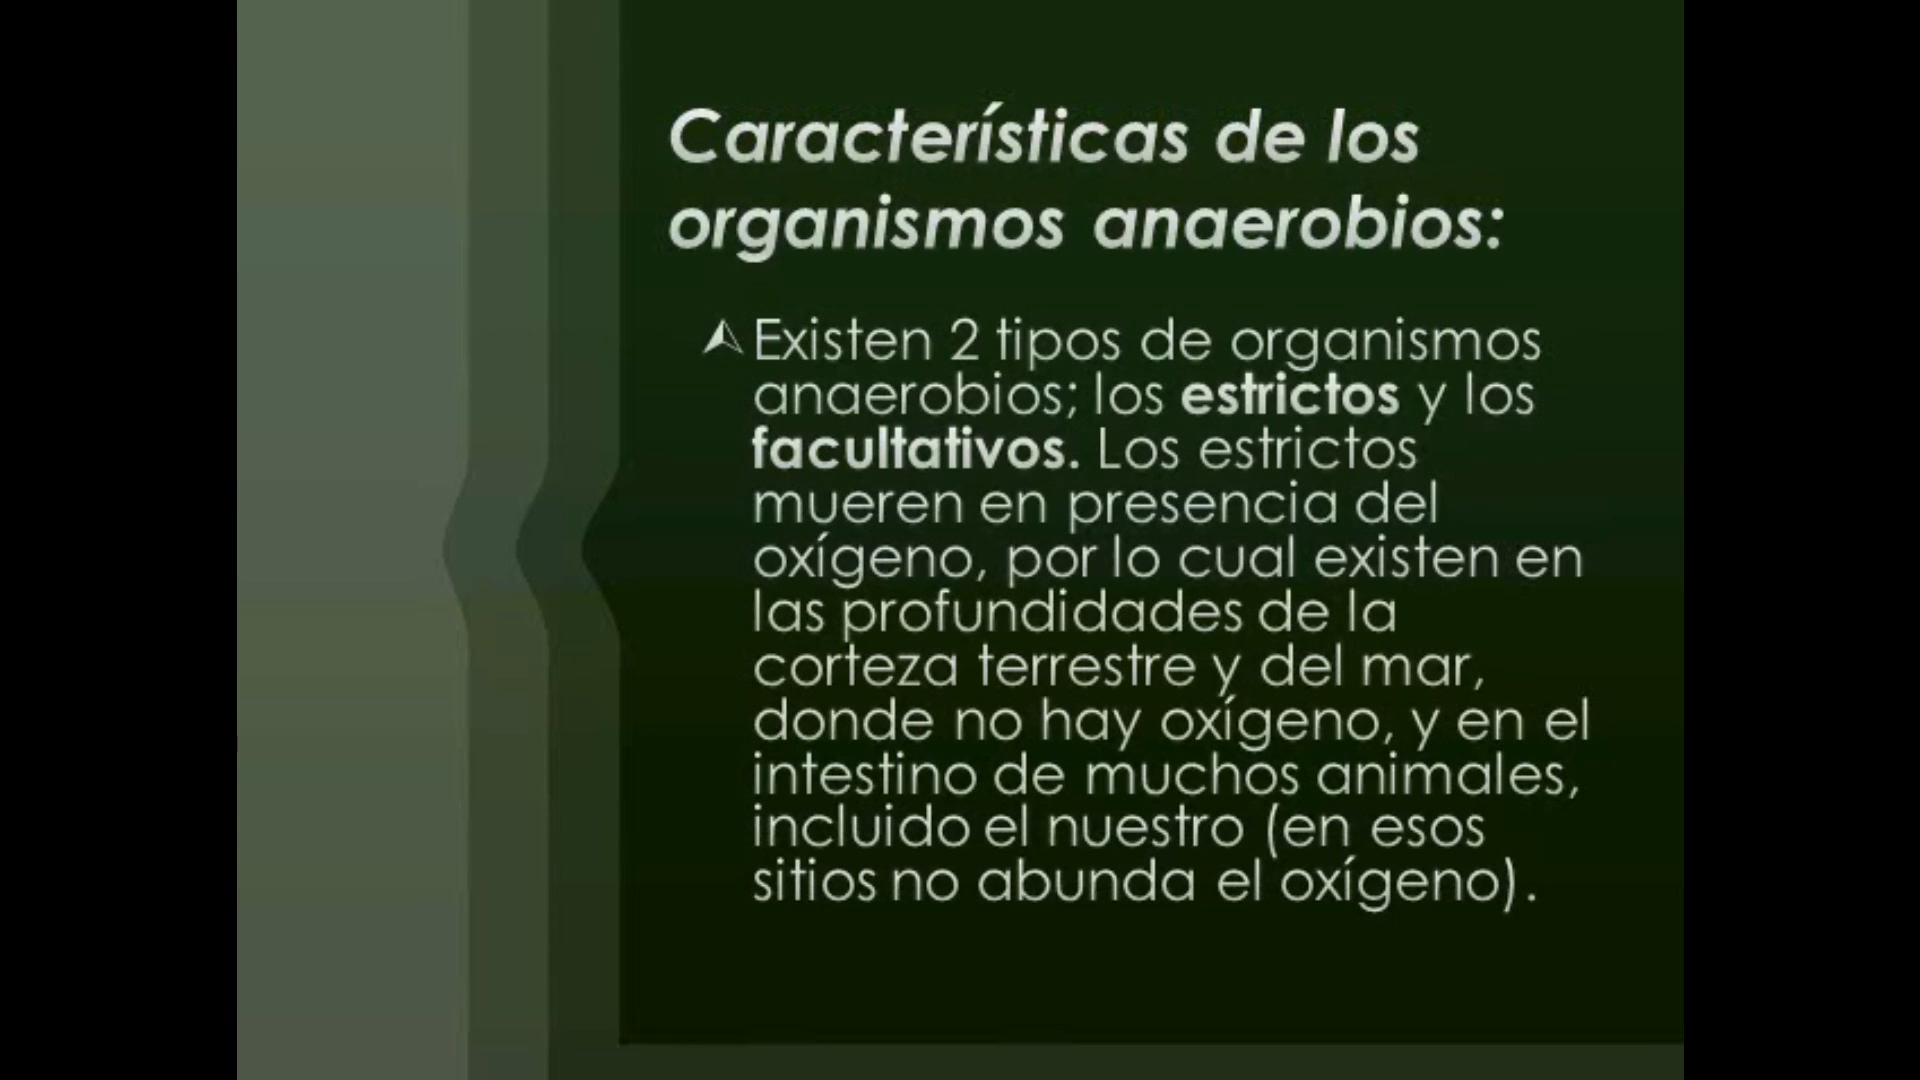 Características de los
organismos anaerobios:
Existen 2 tipos de organismos
anaerobios; los estrictos y los
facultativos. Los estrictos
mueren en presencia del
oxígeno, por lo cual existen en
las profundidades de la
corteza terrestre y del mar,
donde no hay oxígeno, y en el
intestino de muchos animales,
incluido el nuestro (en esos
sitios no abunda el oxígeno).